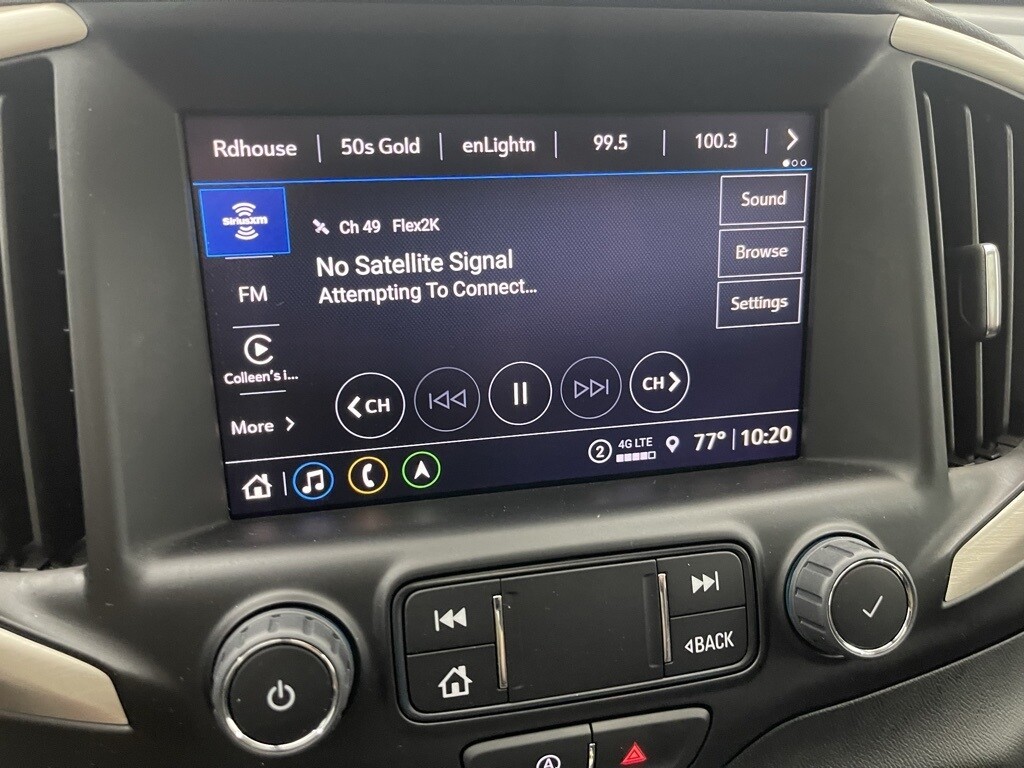 Rdhouse
50s Gold
enLightn
99.5
100.3
SiriusXM
Ch 49 Flex2K
No Satellite Signal
Attempting To Connect...
Sound
Browse
Settings
FM
Colleen's i...
More
CH
CH
2
4G LTE
77°
10:20
BACK
A